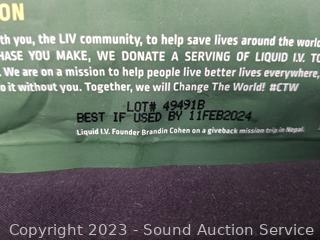 ON
th you, the LIV community, to help save lives around the world
HASE YOU MAKE, WE DONATE A SERVING OF LIQUID I.V. TO
. We are on a mission to help people live better lives everywhere,
o it without you. Together, we will Change The World! #CTW
LOT# 49491B
BEST IF USED BY 11FEB2024
Liquid I.V. Founder Brandin Cohen on a giveback mission trip in Nepal.
Copyright 2023 - Sound Auction Service